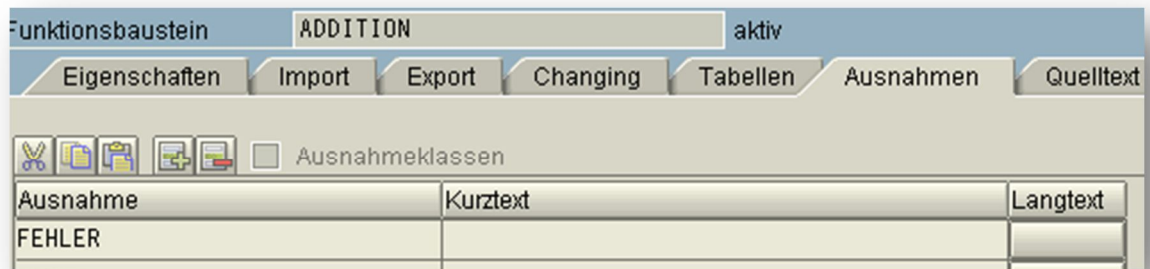 Funktionsbaustein ADDITION aktiv
Eigenschaften Import Export Changing Tabellen Ausnahmen Quelltext
Ausnahmeklassen
Ausnahme Kurztext Langtext
FEHLER